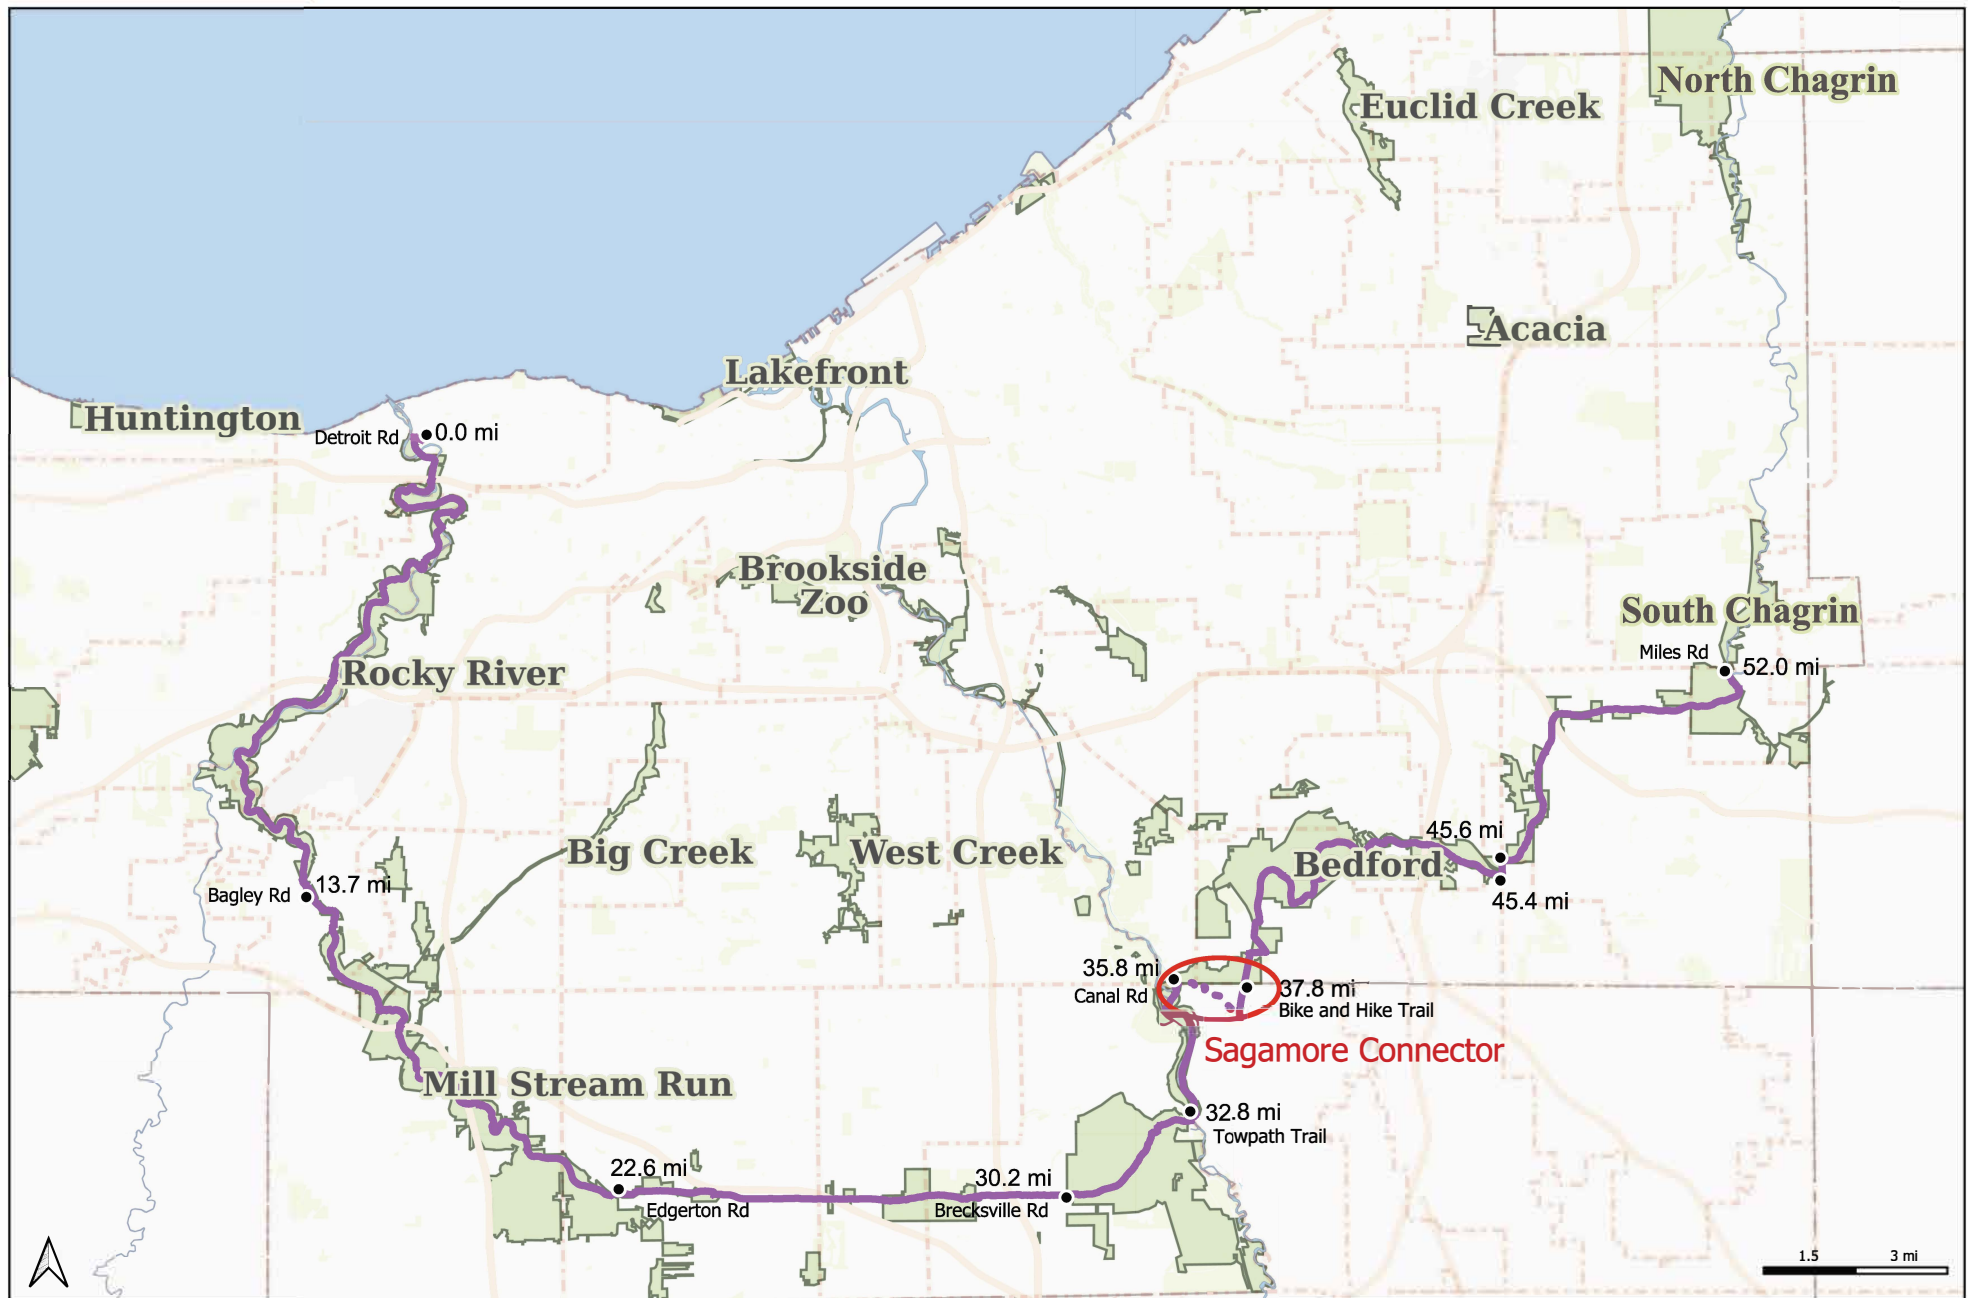 North Chagrin
Euclid Creek
Acacia
Lakefront
Huntington
Detroit Rd
0.0 mi
Brookside
Zoo
South Chagrin
Miles Rd
52.0 mi
Rocky River
45.6 mi
Big Creek
West Creek
Bedford
13.7 mi
Bagley Rd
45.4 mi
35.8 mi
Canal Rd
37.8 mi
Bike and Hike Trail
Sagamore Connector
Mill Stream Run
32.8 mi
Towpath Trail
22.6 mi
Edgerton Rd
30.2 mi
Brecksville Rd
1.5 3 mi